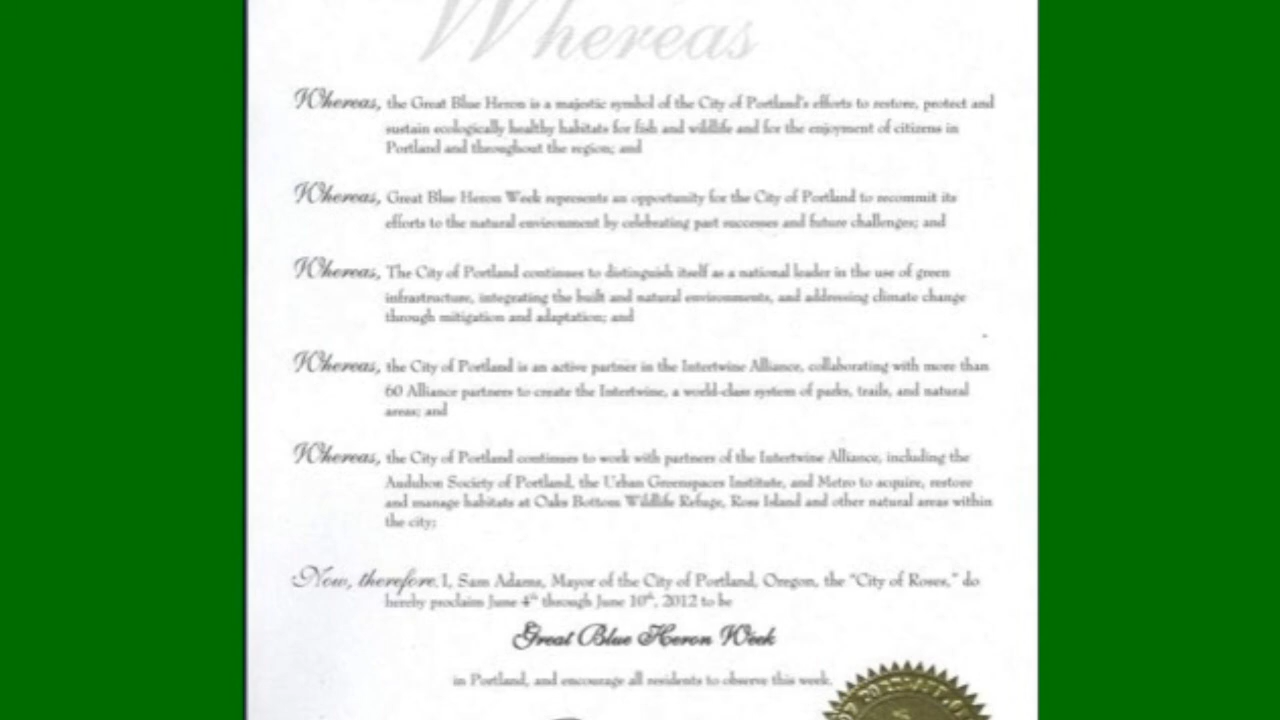 Whereas
Whereas, the Great Blue Heron is a majestic symbol of the City of Portland's efforts to restore, protect and
sustain ecologically healthy habitats for fish and wildlife and for the enjoyment of citizens in
Portland and throughout the region; and
Whereas, Great Blue Heron Week represents an opportunity for the City of Portland to recommit its
efforts to the natural environment by celebrating past successes and future challenges; and
Whereas, The City of Portland continues to distinguish itself as a national leader in the use of green
infrastructure, integrating the built and natural environments, and addressing climate change
through mitigation and adaptation; and
Whereas, the City of Portland is an active partner in the Intertwine Alliance, collaborating with more than
60 Alliance partners to create the Intertwine, a world-class system of parks, trails, and natural
areas; and
Whereas, the City of Portland continues to work with partners of the Intertwine Alliance, including the
Audubon Society of Portland, the Urban Greenspaces Institute, and Metro to acquire, restore
and manage habitats at Oaks Bottom Wildlife Refuge, Ross Island and other natural areas within
the city;
Now, therefore, I, Sam Adams, Mayor of the City of Portland, Oregon, the "City of Roses," do
hereby proclaim June 4th through June 10th, 2012 to be
Great Blue Heron Week
in Portland, and encourage all residents to observe this week.